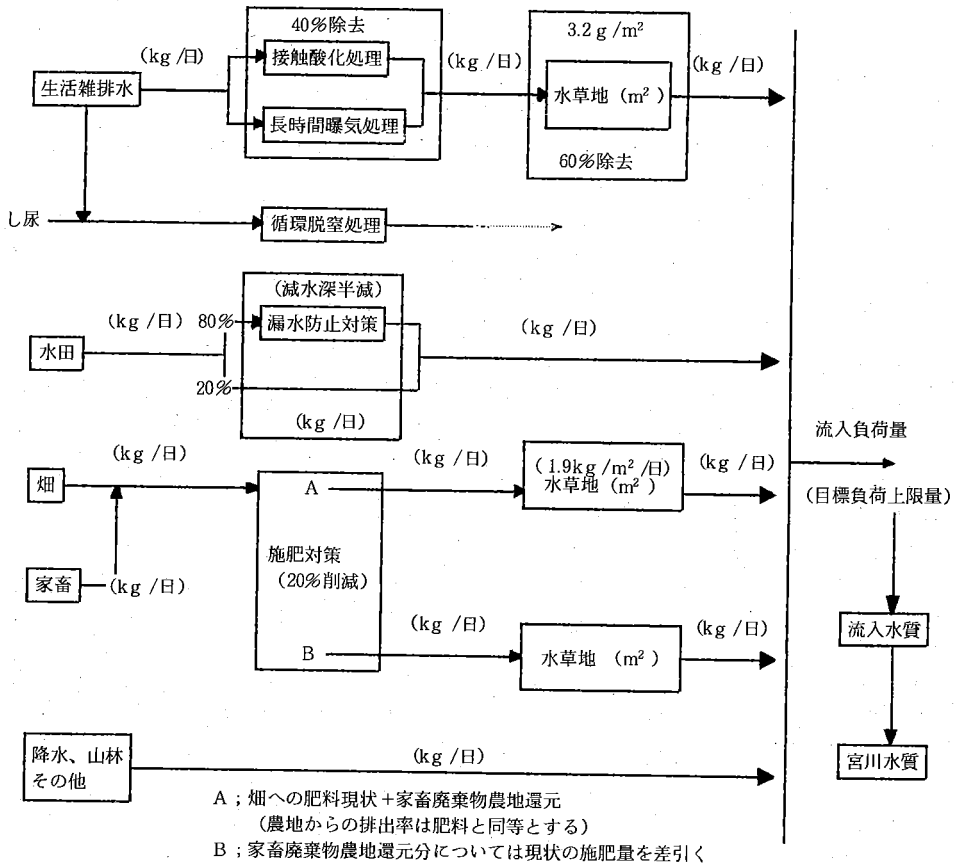 40%除去
(kg/日)
接触酸化処理
(kg/日)
3.2g/m²
(kg/日)
生活雑排水
水草地(m²)
長時間曝気処理
60%除去
し尿
循環脱窒処理
(減水深半減)
(kg/日)
80%
漏水防止対策
(kg/日)
水田
20%
(kg/日)
流入負荷量
(kg/日)
(kg/日)
(1.9kg/m²/日)
(kg/日)
畑
A
水草地(m²)
(目標負荷上限量)
施肥対策
(20%削減)
家畜
(kg/日)
(kg/日)
(kg/日)
流入水質
B
水草地 (m²)
降水、山林
その他
(kg/日)
宮川水質
A;畑への肥料現状+家畜廃棄物農地還元
(農地からの排出率は肥料と同等とする)
B;家畜廃棄物農地還元分については現状の施肥量を差引く